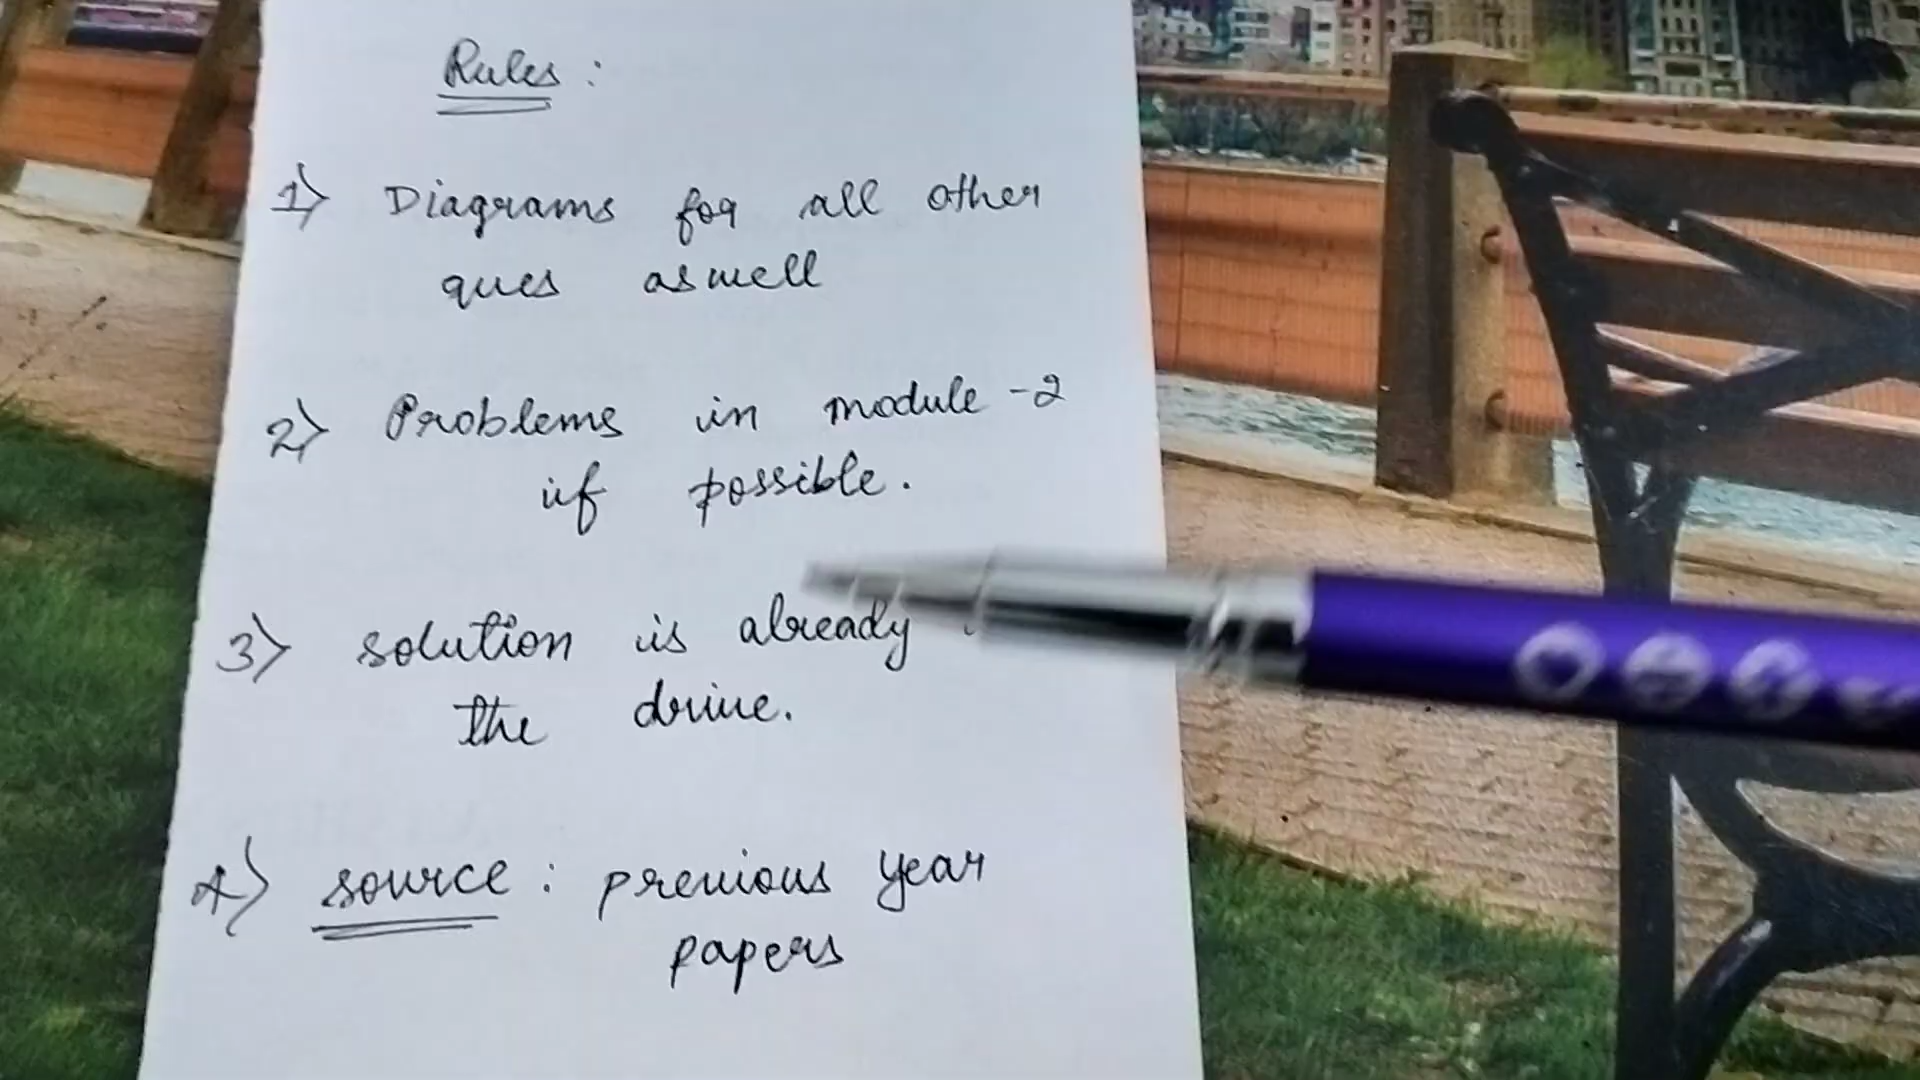 Rules :
1) Diagrams for all other
ques aswell
2) Problems in module -2
if possible.
3) solution is already
the drive.
4) source : previous year
papers